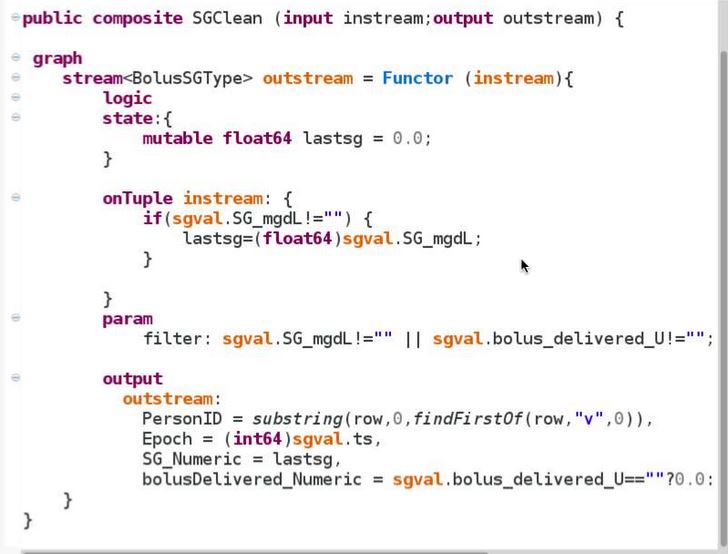 public composite SGClean (input instream;output outstream) {
graph
stream<BolusSGType> outstream = Functor (instream){
logic
state:{
mutable float64 lastsg = 0.0;
}
onTuple instream: {
if(sgval.SG_mgdL!="") {
lastsg=(float64)sgval.SG_mgdL;
}
}
param
filter: sgval.SG_mgdL!="" || sgval.bolus_delivered_U!="";
output
outstream:
PersonID = substring(row,0,findFirstOf(row,"v",0)),
Epoch = (int64)sgval.ts,
SG_Numeric = lastsg,
bolusDelivered_Numeric = sgval.bolus_delivered_U==""?0.0:
}
}